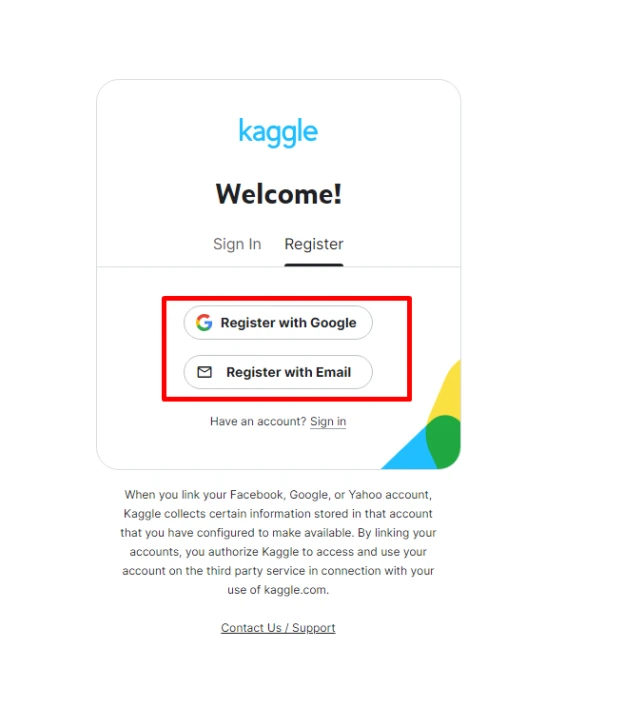 kaggle
Welcome!
Sign In Register
Register with Google
Register with Email
Have an account? Sign in
When you link your Facebook, Google, or Yahoo account,
Kaggle collects certain information stored in that account
that you have configured to make available. By linking your
accounts, you authorize Kaggle to access and use your
account on the third party service in connection with your
use of kaggle.com.
Contact Us / Support